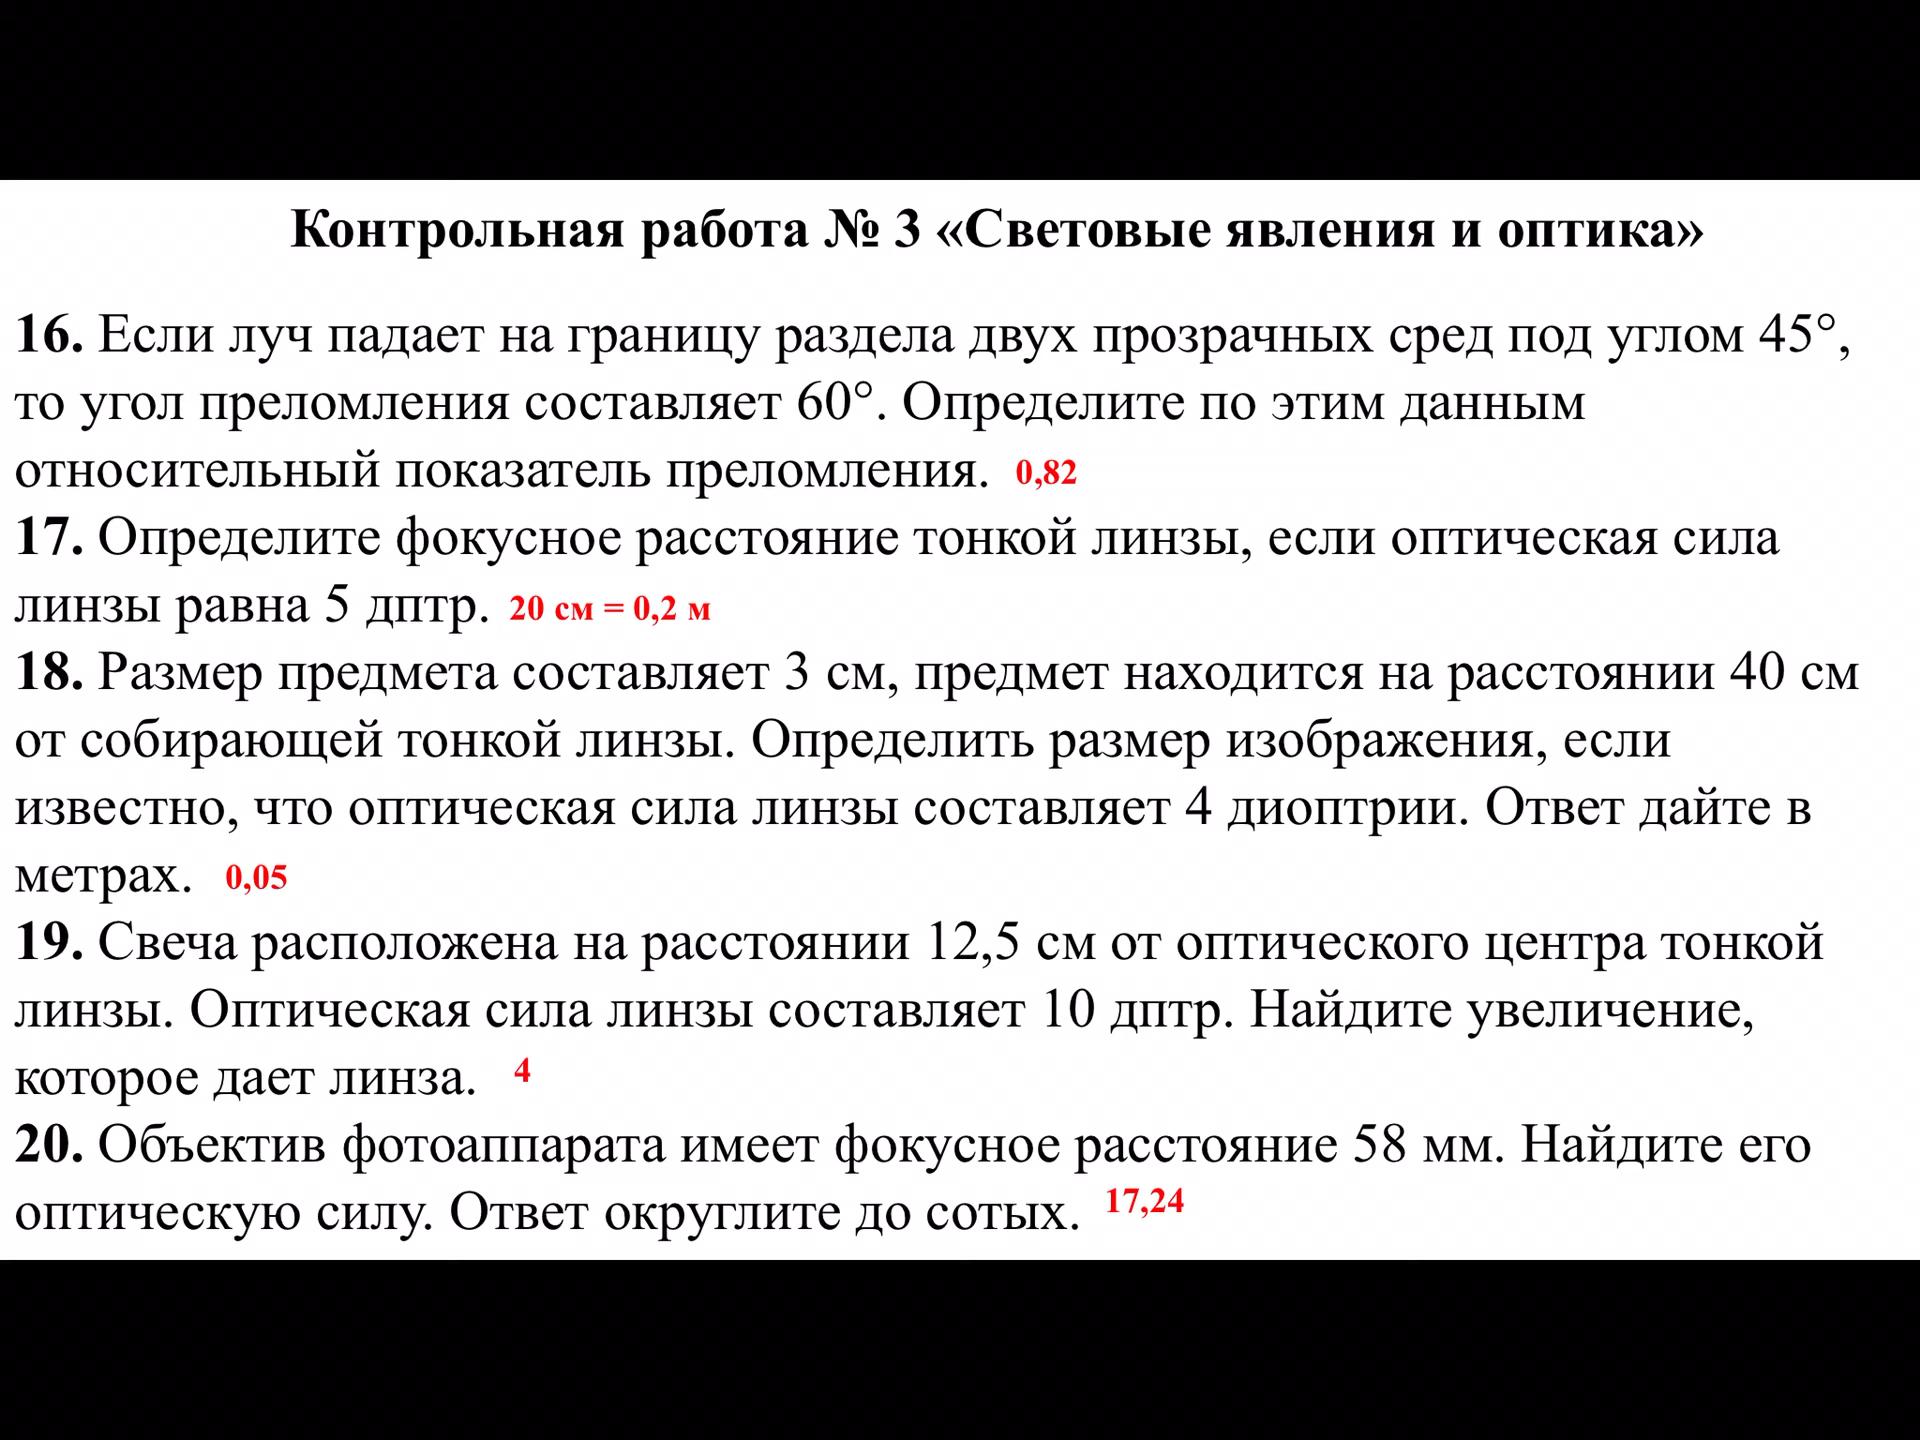 Контрольная работа № 3 «Световые явления и оптика»
16. Если луч падает на границу раздела двух прозрачных сред под углом 45°,
то угол преломления составляет 60°. Определите по этим данным
относительный показатель преломления. 0,82
17. Определите фокусное расстояние тонкой линзы, если оптическая сила
линзы равна 5 дптр. 20 см = 0,2 м
18. Размер предмета составляет 3 см, предмет находится на расстоянии 40 см
от собирающей тонкой линзы. Определить размер изображения, если
известно, что оптическая сила линзы составляет 4 диоптрии. Ответ дайте в
метрах. 0,05
19. Свеча расположена на расстоянии 12,5 см от оптического центра тонкой
линзы. Оптическая сила линзы составляет 10 дптр. Найдите увеличение,
которое дает линза. 4
20. Объектив фотоаппарата имеет фокусное расстояние 58 мм. Найдите его
оптическую силу. Ответ округлите до сотых. 17,24